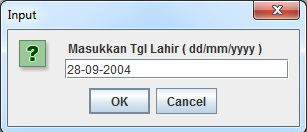 Input
Masukkan Tgl Lahir ( dd/mm/yyyy )
28-09-2004
OK Cancel